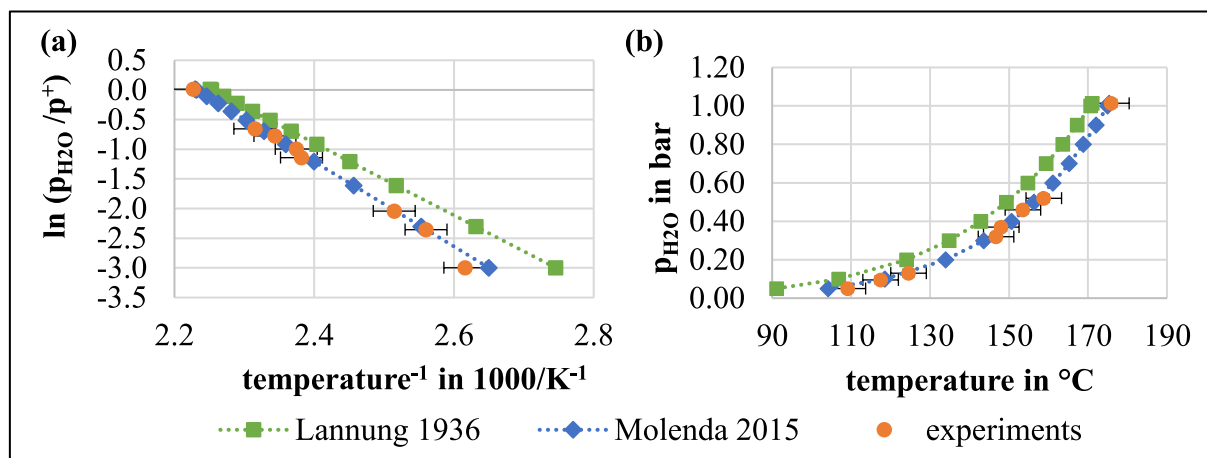 (a)
0.5
0.0
-0.5
-1.0
-1.5
-2.0
-2.5
-3.0
-3.5
ln (pH2O /p+)
2.2 2.4 2.6 2.8
temperature-1 in 1000/K-1
(b)
1.20
1.00
0.80
0.60
0.40
0.20
0.00
pH2O in bar
90 110 130 150 170 190
temperature in °C
Lannung 1936 Molenda 2015 experiments